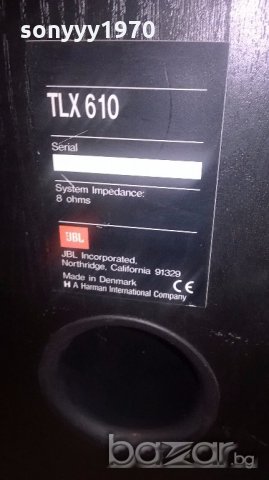 sonyyy1970
TLX 610
Serial
System Impedance:
8 ohms
JBL
JBL Incorporated,
Northridge, California 91329
Made in Denmark
CE
H A Harman International Company
bazar.bg